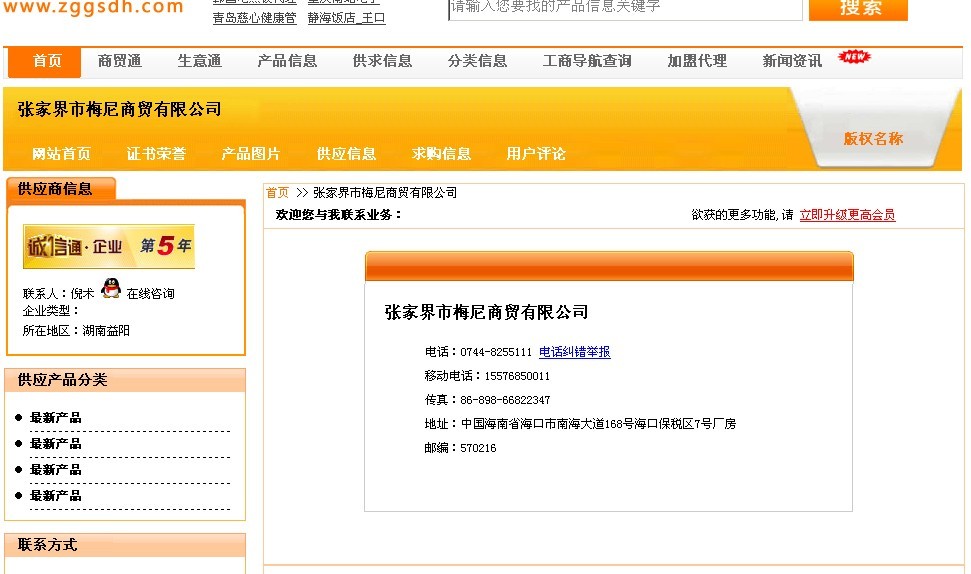 www.zggsdh.com
青岛慈心健康管 静海饭店_王口
请输入您要找的产品信息关键字
搜索
首页 商贸通 生意通 产品信息 供求信息 分类信息 工商导航查询 加盟代理 新闻资讯 NEW
张家界市梅尼商贸有限公司
网站首页 证书荣誉 产品图片 供应信息 求购信息 用户评论
版权名称
供应商信息
诚信通·企业 第5年
联系人：倪术 在线咨询
企业类型：
所在地区：湖南益阳
供应产品分类
最新产品
最新产品
最新产品
最新产品
联系方式
首页 >> 张家界市梅尼商贸有限公司
欢迎您与我联系业务：
欲获的更多功能,请 立即升级更高会员
张家界市梅尼商贸有限公司
电话：0744-8255111 电话纠错举报
移动电话：15576850011
传真：86-898-66822347
地址：中国海南省海口市南海大道168号海口保税区7号厂房
邮编：570216